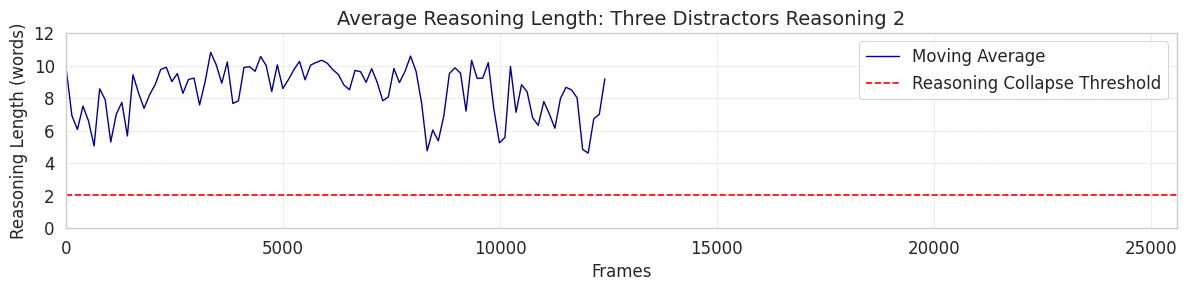 Average Reasoning Length: Three Distractors Reasoning 2
Reasoning Length (words)
12
10
8
6
4
2
0
Moving Average
Reasoning Collapse Threshold
0 5000 10000 15000 20000 25000
Frames